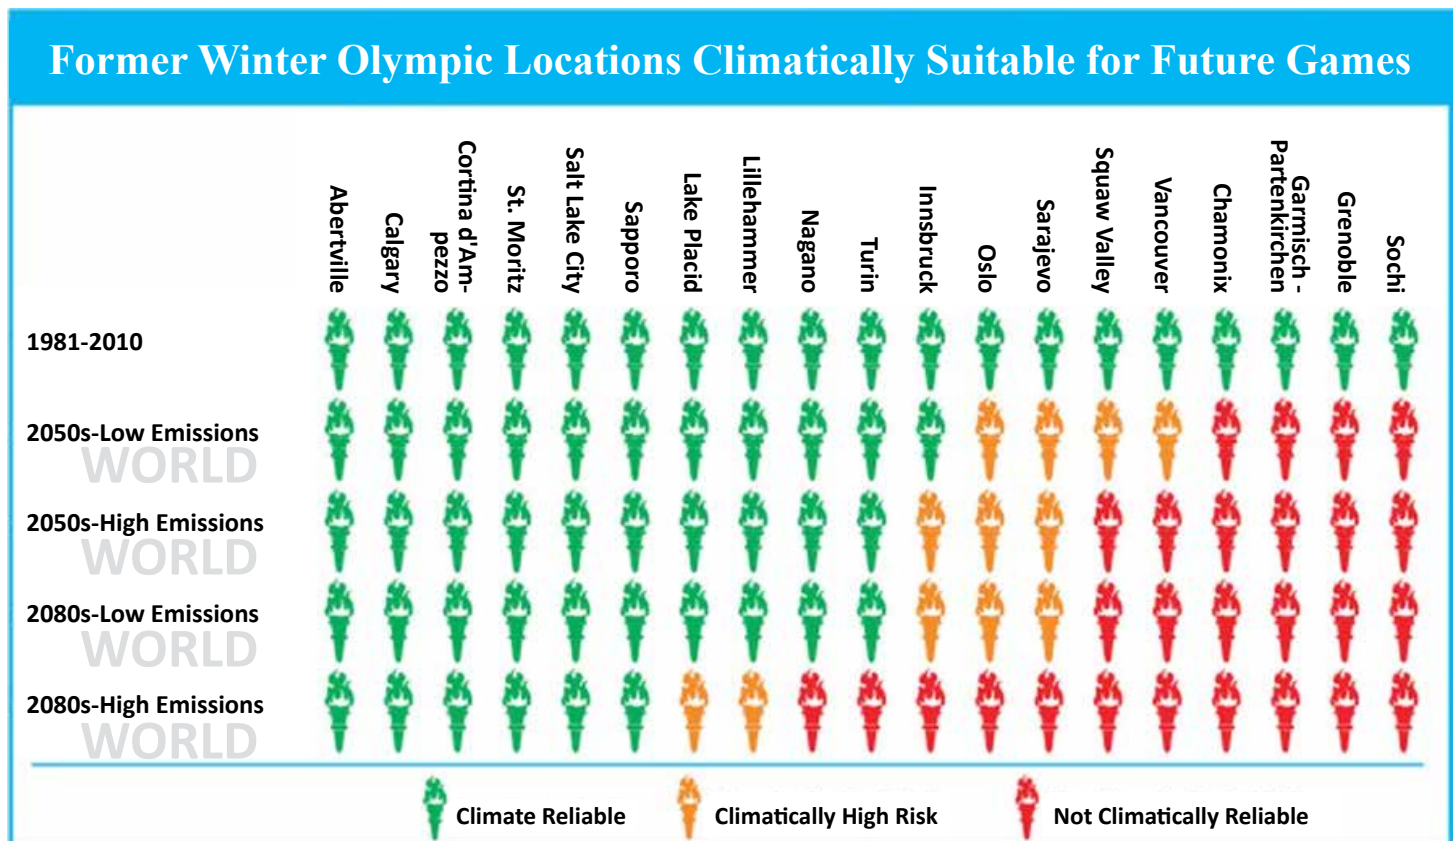 Former Winter Olympic Locations Climatically Suitable for Future Games
Abertville
Calgary
Cortina d'Am-
pezzo
St. Moritz
Salt Lake City
Sapporo
Lake Placid
Lillehammer
Nagano
Turin
Innsbruck
Oslo
Sarajevo
Squaw Valley
Vancouver
Chamonix
Garmisch -
Partenkirchen
Grenoble
Sochi
1981-2010
2050s-Low Emissions
WORLD
2050s-High Emissions
WORLD
2080s-Low Emissions
WORLD
2080s-High Emissions
WORLD
Climate Reliable
Climatically High Risk
Not Climatically Reliable